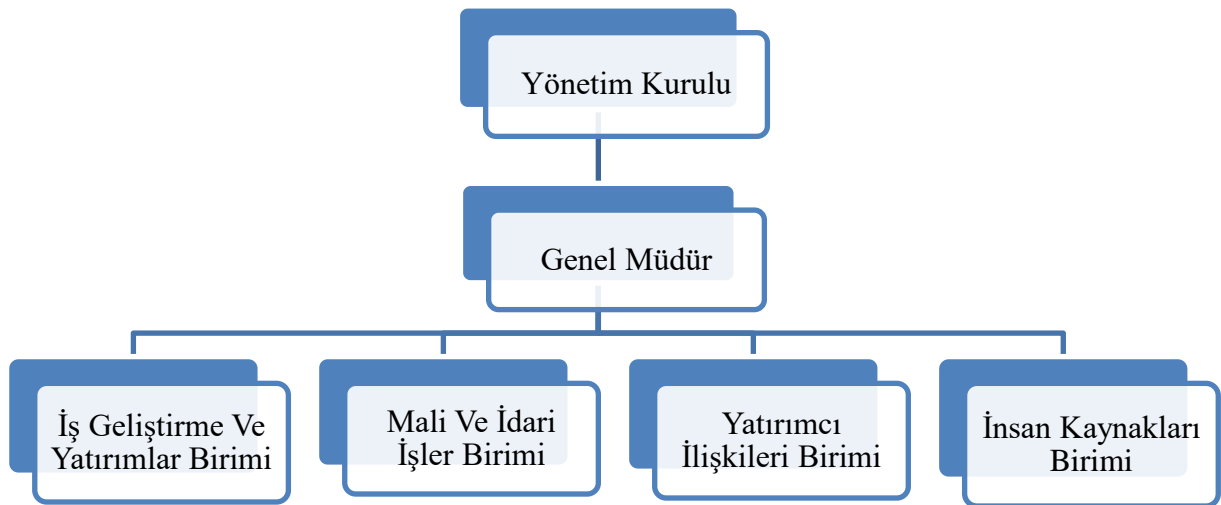 Yönetim Kurulu
Genel Müdür
İş Geliştirme Ve
Yatırımlar Birimi
Mali Ve İdari
İşler Birimi
Yatırımcı
İlişkileri Birimi
İnsan Kaynakları
Birimi